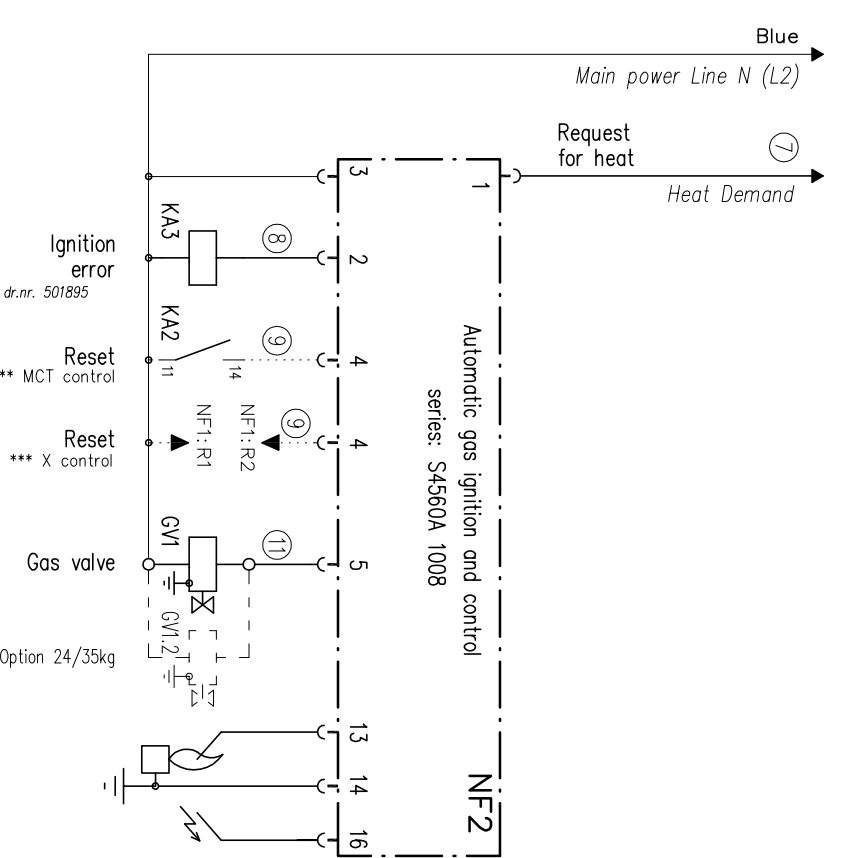 Blue
Main power Line N (L2)
Request
for heat
7
Heat Demand
3
1
KA3
8
2
Ignition
error
dr.nr. 501895
KA2
9
4
11
14
Reset
** MCT control
NF1:R1
NF1:R2
9
4
Reset
*** X control
Automatic gas ignition and control
series: S4560A 1008
GV1
11
5
Gas valve
GV1.2
Option 24/35kg
13
14
16
NF2